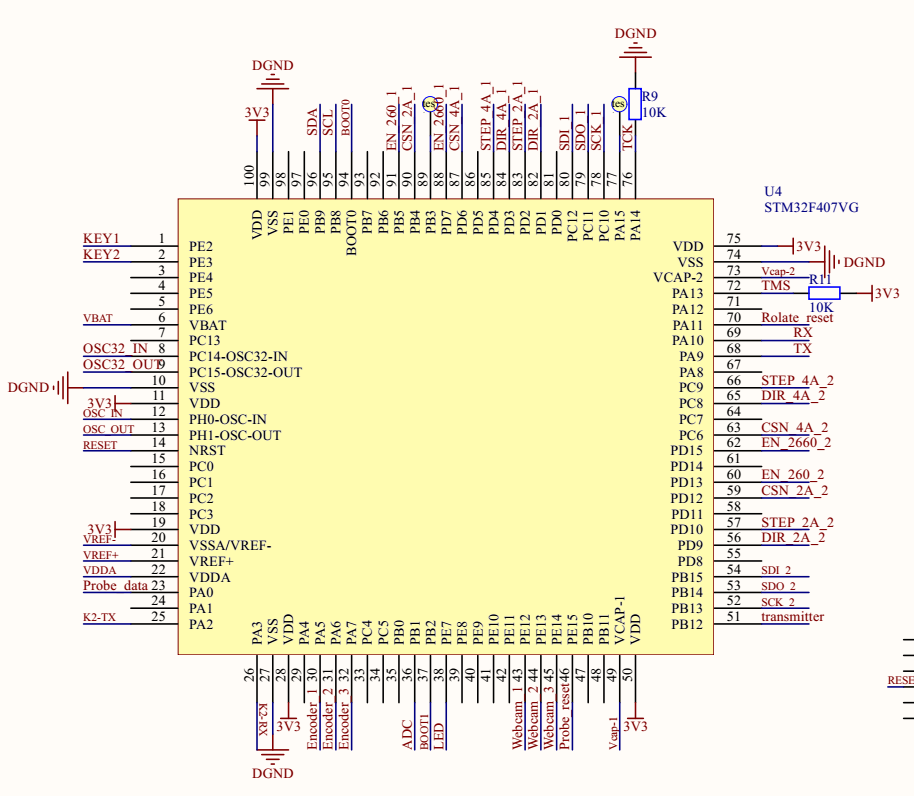 DGND
DGND
3V3
SDA
SCL
BOOT0
EN_260_1
CSN_2A_1
tes
EN_2660_1
CSN_4A_1
STEP_4A_1
DIR_4A_1
STEP_2A_1
DIR_2A_1
SDI_1
SDO_1
SCK_1
tes
TCK
R9
10K
100
99
98
97
96
95
94
93
92
91
90
89
88
87
86
85
84
83
82
81
80
79
78
77
76
VDD
VSS
PE1
PE0
PB9
PB8
BOOT0
PB7
PB6
PB5
PB4
PB3
PD7
PD6
PD5
PD4
PD3
PD2
PD1
PD0
PC12
PC11
PC10
PA15
PA14
U4
STM32F407VG
KEY1 1 PE2
KEY2 2 PE3
3 PE4
4 PE5
5 PE6
VBAT 6 VBAT
7 PC13
OSC32_IN 8 PC14-OSC32-IN
OSC32_OUT 9 PC15-OSC32-OUT
DGND 10 VSS
3V3 11 VDD
OSC_IN 12 PH0-OSC-IN
OSC_OUT 13 PH1-OSC-OUT
RESET 14 NRST
15 PC0
16 PC1
17 PC2
18 PC3
3V3 19 VDD
VREF- 20 VSSA/VREF-
VREF+ 21 VREF+
VDDA 22 VDDA
Probe_data 23 PA0
24 PA1
K2-TX 25 PA2
VDD 75 3V3
VSS 74 DGND
VCAP-2 73 Vcap-2
PA13 72 TMS R11 10K 3V3
PA12 71
PA11 70 Rolate_reset
PA10 69 RX
PA9 68 TX
PA8 67
PC9 66 STEP_4A_2
PC8 65 DIR_4A_2
PC7 64
PC6 63 CSN_4A_2
PD15 62 EN_2660_2
PD14 61
PD13 60 EN_260_2
PD12 59 CSN_2A_2
PD11 58
PD10 57 STEP_2A_2
PD9 56 DIR_2A_2
PD8 55
PB15 54 SDI_2
PB14 53 SDO_2
PB13 52 SCK_2
PB12 51 transmitter
PA3
VSS
VDD
PA4
PA5
PA6
PA7
PC4
PC5
PB0
PB1
PB2
PE7
PE8
PE9
PE10
PE11
PE12
PE13
PE14
PE15
PB10
PB11
VCAP-1
VDD
26
27
28
29
30
31
32
33
34
35
36
37
38
39
40
41
42
43
44
45
46
47
48
49
50
K2-RX
DGND
3V3
Encoder_1
Encoder_2
Encoder_3
ADC
BOOT1
LED
Webcam_1
Webcam_2
Webcam_3
Probe_reset
Vcap-1
3V3
RESE